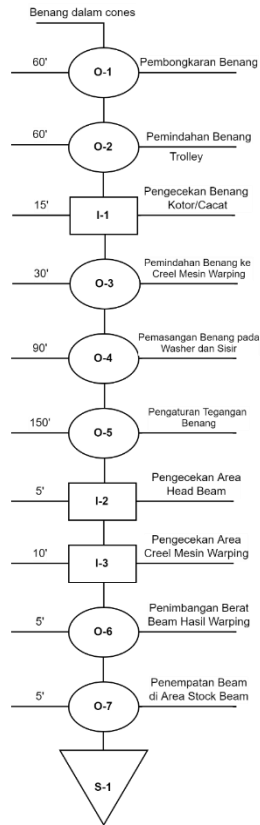 Benang dalam cones
60'
O-1
Pembongkaran Benang
60'
O-2
Pemindahan Benang
Trolley
15'
I-1
Pengecekan Benang
Kotor/Cacat
30'
O-3
Pemindahan Benang ke
Creel Mesin Warping
90'
O-4
Pemasangan Benang pada
Washer dan Sisir
150'
O-5
Pengaturan Tegangan
Benang
5'
I-2
Pengecekan Area
Head Beam
10'
I-3
Pengecekan Area
Creel Mesin Warping
5'
O-6
Penimbangan Berat
Beam Hasil Warping
5'
O-7
Penempatan Beam
di Area Stock Beam
S-1